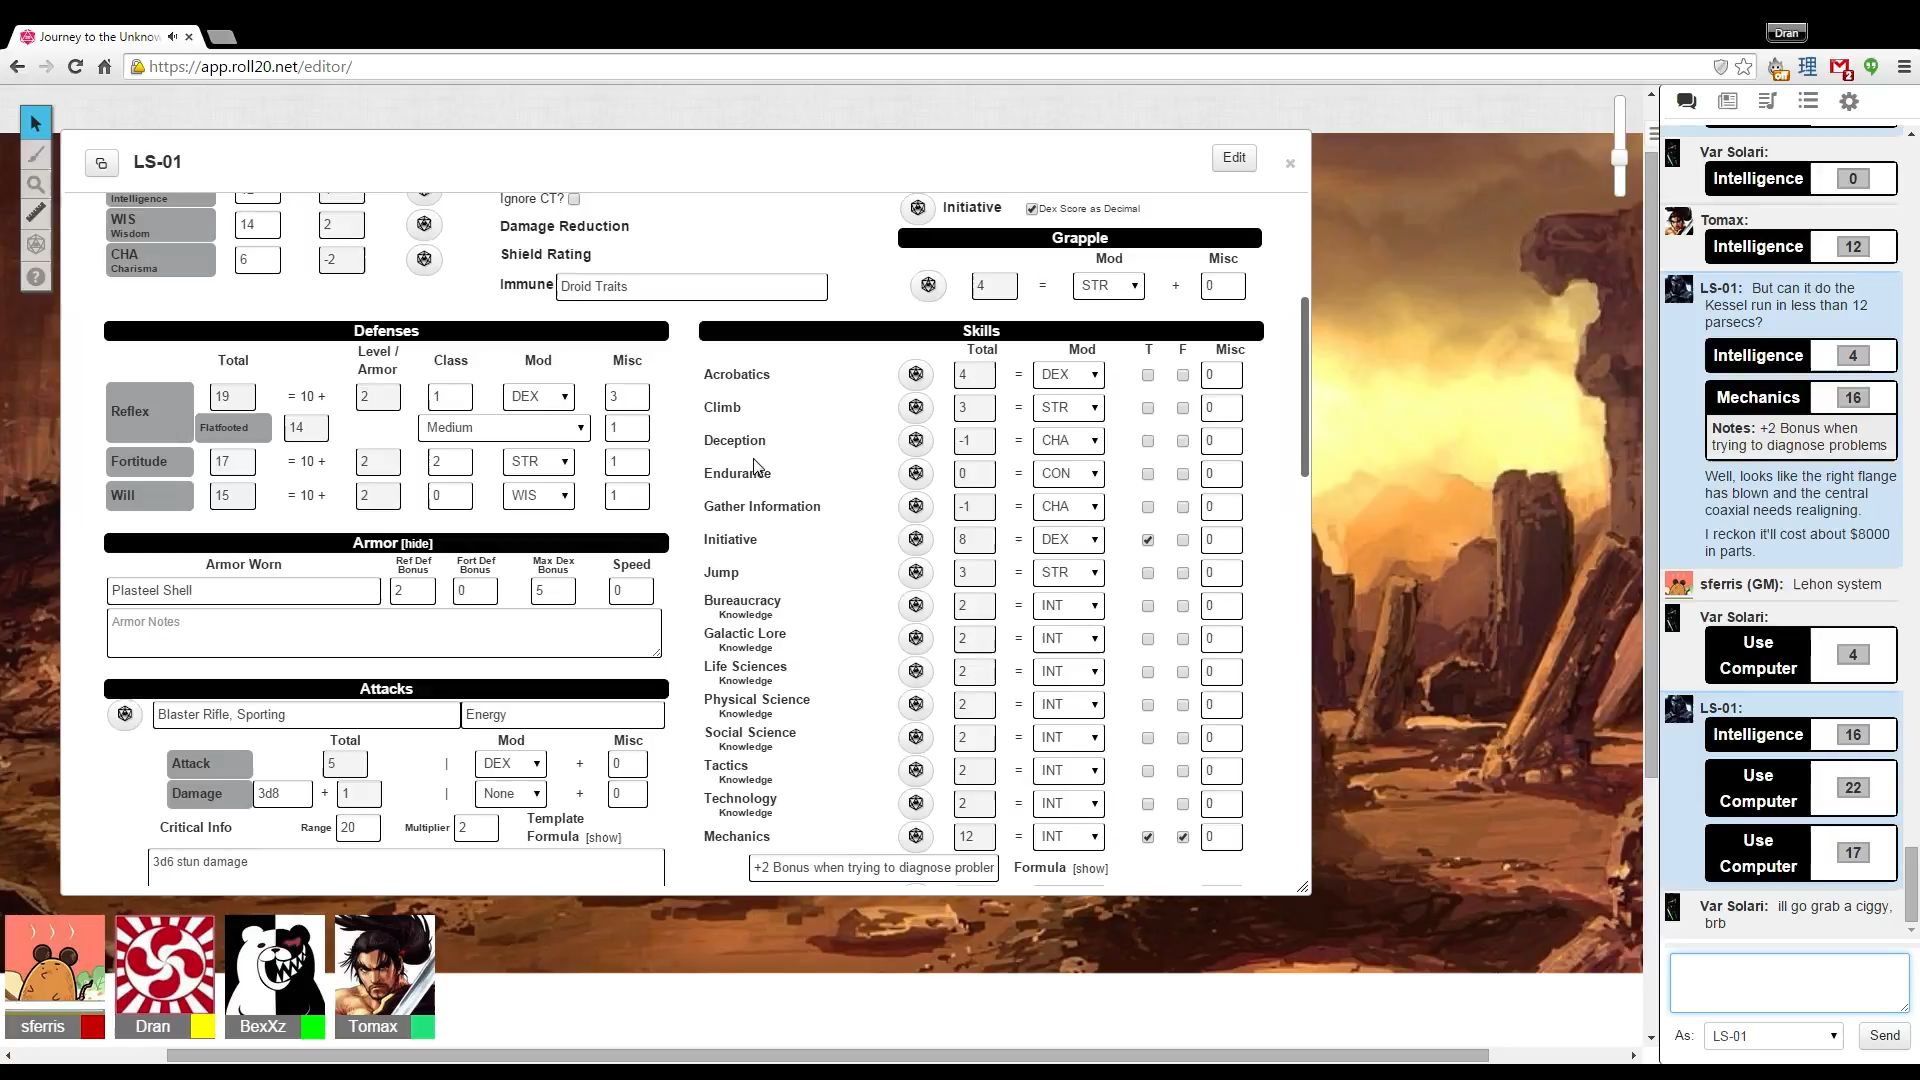 Journey to the Unknow
Dran
https://app.roll20.net/editor/
off
理
2
LS-01
Edit
Intelligence
Ignore CT?
WIS
Wisdom
14
2
Damage Reduction
CHA
Charisma
6
-2
Shield Rating
Immune
Droid Traits
Initiative
Dex Score as Decimal
Grapple
Mod
Misc
4
=
STR
+
0
Defenses
Total
Level /
Armor
Class
Mod
Misc
Reflex
19
= 10 +
2
1
DEX
3
Flatfooted
14
Medium
1
Fortitude
17
= 10 +
2
2
STR
1
Will
15
= 10 +
2
0
WIS
1
Armor [hide]
Armor Worn
Ref Def
Bonus
Fort Def
Bonus
Max Dex
Bonus
Speed
Plasteel Shell
2
0
5
0
Armor Notes
Attacks
Blaster Rifle, Sporting
Energy
Total
Mod
Misc
Attack
5
|
DEX
+
0
Damage
3d8
+
1
|
None
+
0
Critical Info
Range
20
Multiplier
2
Template
Formula [show]
3d6 stun damage
Skills
Total
Mod
T
F
Misc
Acrobatics
4
=
DEX
0
Climb
3
=
STR
0
Deception
-1
=
CHA
0
Endurance
0
=
CON
0
Gather Information
-1
=
CHA
0
Initiative
8
=
DEX
0
Jump
3
=
STR
0
Bureaucracy
Knowledge
2
=
INT
0
Galactic Lore
Knowledge
2
=
INT
0
Life Sciences
Knowledge
2
=
INT
0
Physical Science
Knowledge
2
=
INT
0
Social Science
Knowledge
2
=
INT
0
Tactics
Knowledge
2
=
INT
0
Technology
Knowledge
2
=
INT
0
Mechanics
12
=
INT
0
+2 Bonus when trying to diagnose probler
Formula [show]
Var Solari:
Intelligence
0
Tomax:
Intelligence
12
LS-01: But can it do the
Kessel run in less than 12
parsecs?
Intelligence
4
Mechanics
16
Notes: +2 Bonus when
trying to diagnose problems
Well, looks like the right flange
has blown and the central
coaxial needs realigning.
I reckon it'll cost about $8000
in parts.
sferris (GM): Lehon system
Var Solari:
Use
Computer
4
LS-01:
Intelligence
16
Use
Computer
22
Use
Computer
17
Var Solari: ill go grab a ciggy,
brb
As:
LS-01
Send
sferris
Dran
BexXz
Tomax